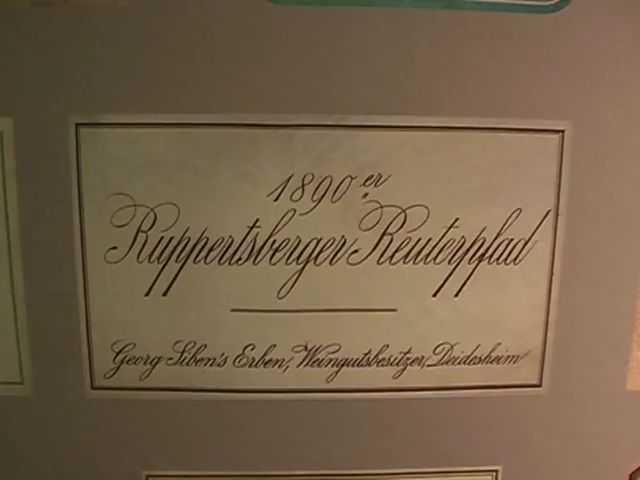 1890er
Ruppertsberger Reuterpfad
Georg Siben's Erben, Weingutsbesitzer, Deidesheim